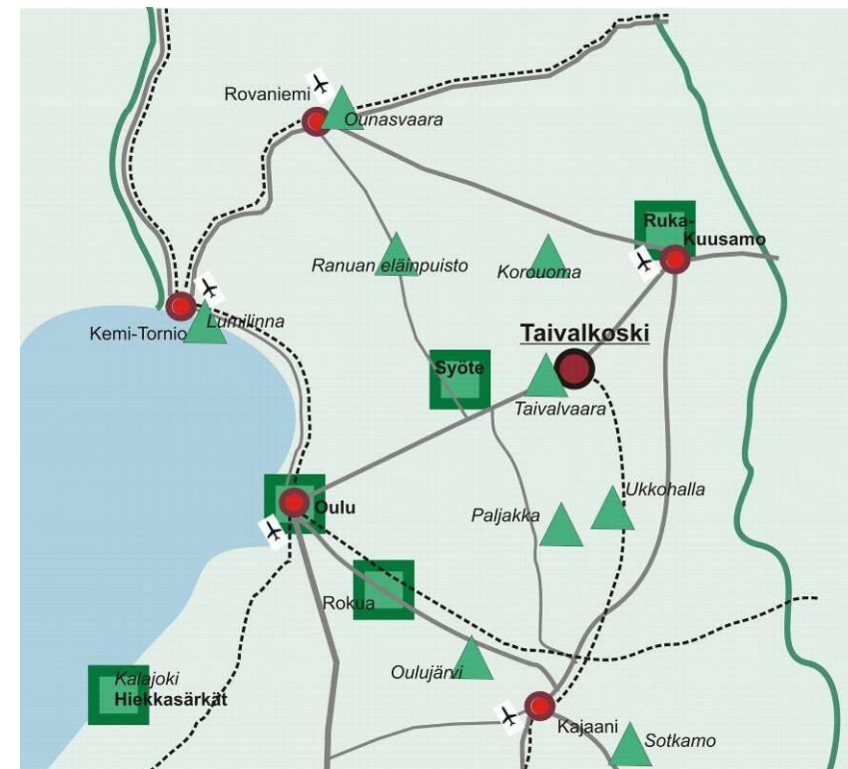 Rovaniemi
Ounasvaara
Ruka-
Kuusamo
Ranuan eläinpuisto
Korouoma
Lumilinna
Kemi-Tornio
Taivalkoski
Syöte
Taivalvaara
Ukkohalla
Oulu
Paljakka
Rokua
Oulujärvi
Kalajoki
Hiekkasärkät
Kajaani
Sotkamo